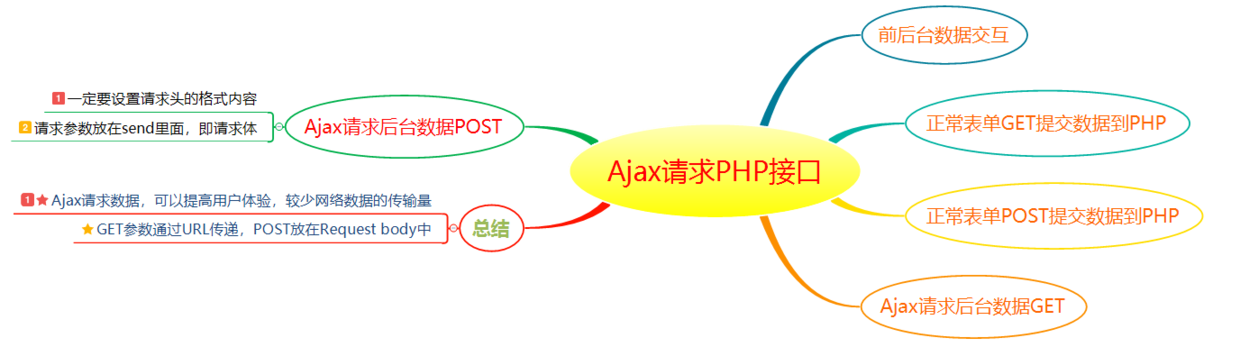 前后台数据交互
正常表单GET提交数据到PHP
正常表单POST提交数据到PHP
Ajax请求后台数据GET
Ajax请求PHP接口
Ajax请求后台数据POST
1 一定要设置请求头的格式内容
2 请求参数放在send里面，即请求体
总结
1 Ajax请求数据，可以提高用户体验，较少网络数据的传输量
GET参数通过URL传递，POST放在Request body中